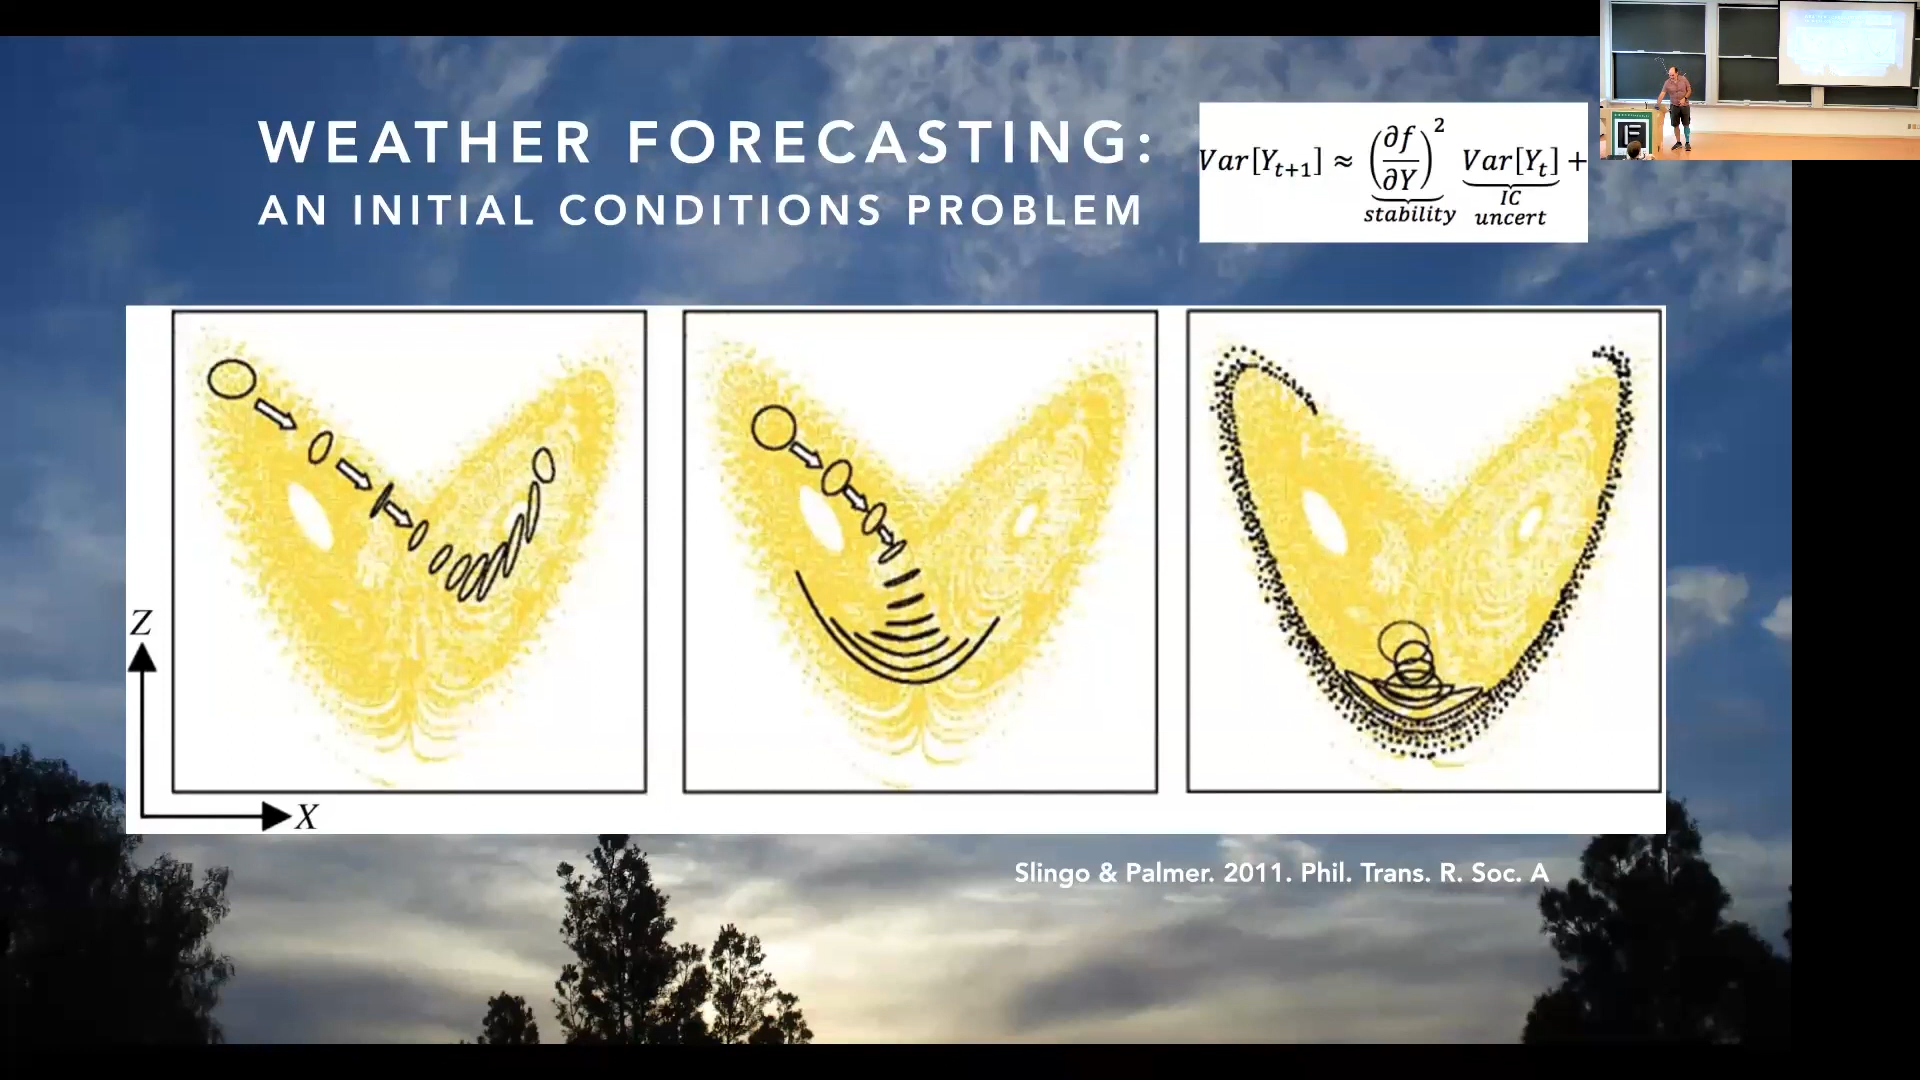 WEATHER FORECASTING:
AN INITIAL CONDITIONS PROBLEM
Var[Y_{t+1}] ≈ (∂f/∂Y)² Var[Y_t] +
stability
IC
uncert
Z
X
Slingo & Palmer. 2011. Phil. Trans. R. Soc. A